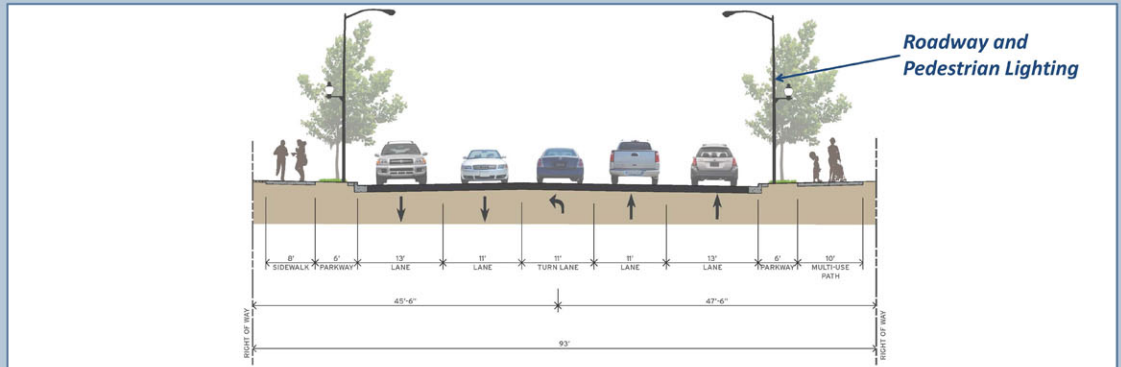 Roadway and
Pedestrian Lighting
8'
SIDEWALK
6'
PARKWAY
13'
LANE
11'
LANE
11'
TURN LANE
11'
LANE
13'
LANE
6'
PARKWAY
10'
MULTI-USE
PATH
45'-6"
47'-6"
RIGHT OF WAY
93'
RIGHT OF WAY